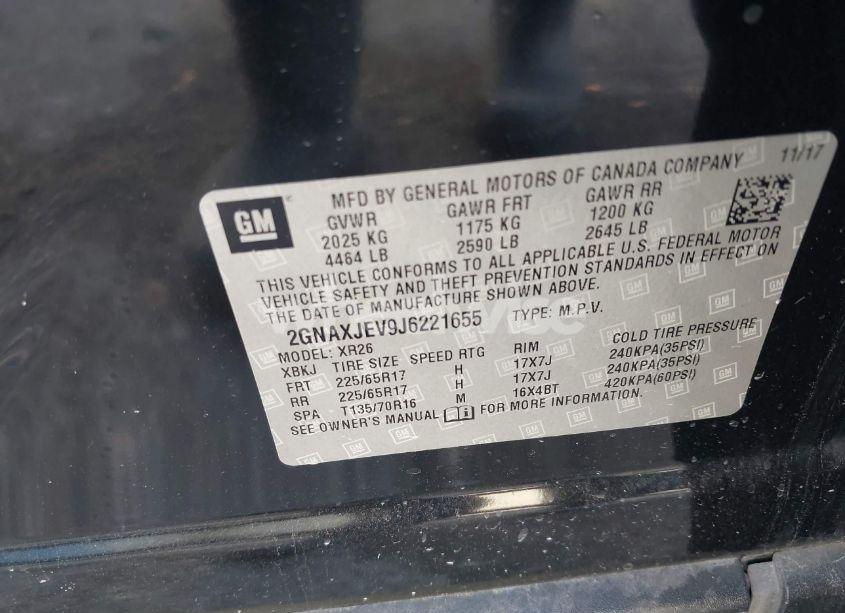 MFD BY GENERAL MOTORS OF CANADA COMPANY 11/17
GM
GVWR GAWR FRT GAWR RR
2025 KG 1175 KG 1200 KG
4464 LB 2590 LB 2645 LB
THIS VEHICLE CONFORMS TO ALL APPLICABLE U.S. FEDERAL MOTOR
VEHICLE SAFETY AND THEFT PREVENTION STANDARDS IN EFFECT ON
THE DATE OF MANUFACTURE SHOWN ABOVE.
2GNAXJEV9J6221655 TYPE: M.P.V.
MODEL: XR26
XBKJ TIRE SIZE SPEED RTG RIM COLD TIRE PRESSURE
FRT 225/65R17 H 17X7J 240KPA(35PSI)
RR 225/65R17 H 17X7J 240KPA(35PSI)
SPA T135/70R16 M 16X4BT 420KPA(60PSI)
SEE OWNER'S MANUAL FOR MORE INFORMATION.